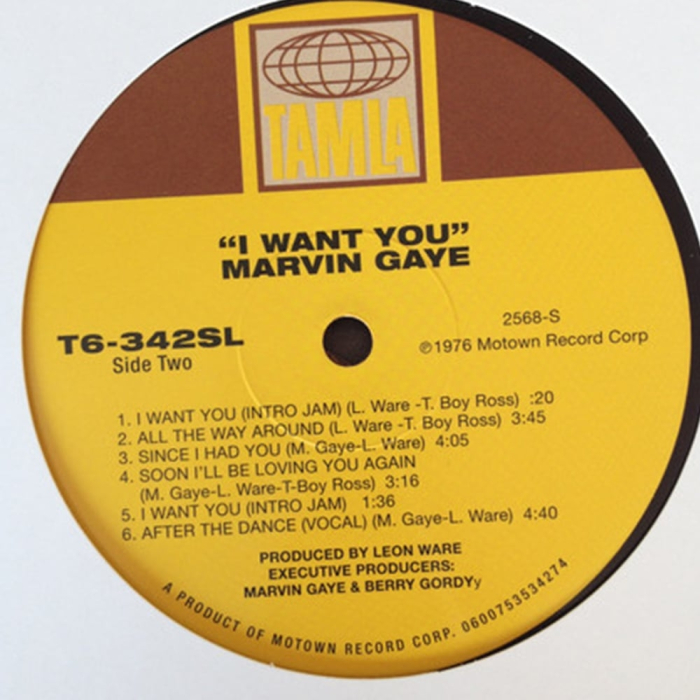 TAMLA
“I WANT YOU”
MARVIN GAYE
T6-342SL
Side Two
2568-S
℗1976 Motown Record Corp
1. I WANT YOU (INTRO JAM) (L. Ware -T. Boy Ross) :20
2. ALL THE WAY AROUND (L. Ware -T. Boy Ross) 3:45
3. SINCE I HAD YOU (M. Gaye-L. Ware) 4:05
4. SOON I'LL BE LOVING YOU AGAIN
(M. Gaye-L. Ware-T-Boy Ross) 3:16
5. I WANT YOU (INTRO JAM) 1:36
6. AFTER THE DANCE (VOCAL) (M. Gaye-L. Ware) 4:40
PRODUCED BY LEON WARE
EXECUTIVE PRODUCERS:
MARVIN GAYE & BERRY GORDYy
A PRODUCT OF MOTOWN RECORD CORP. 0600753534274